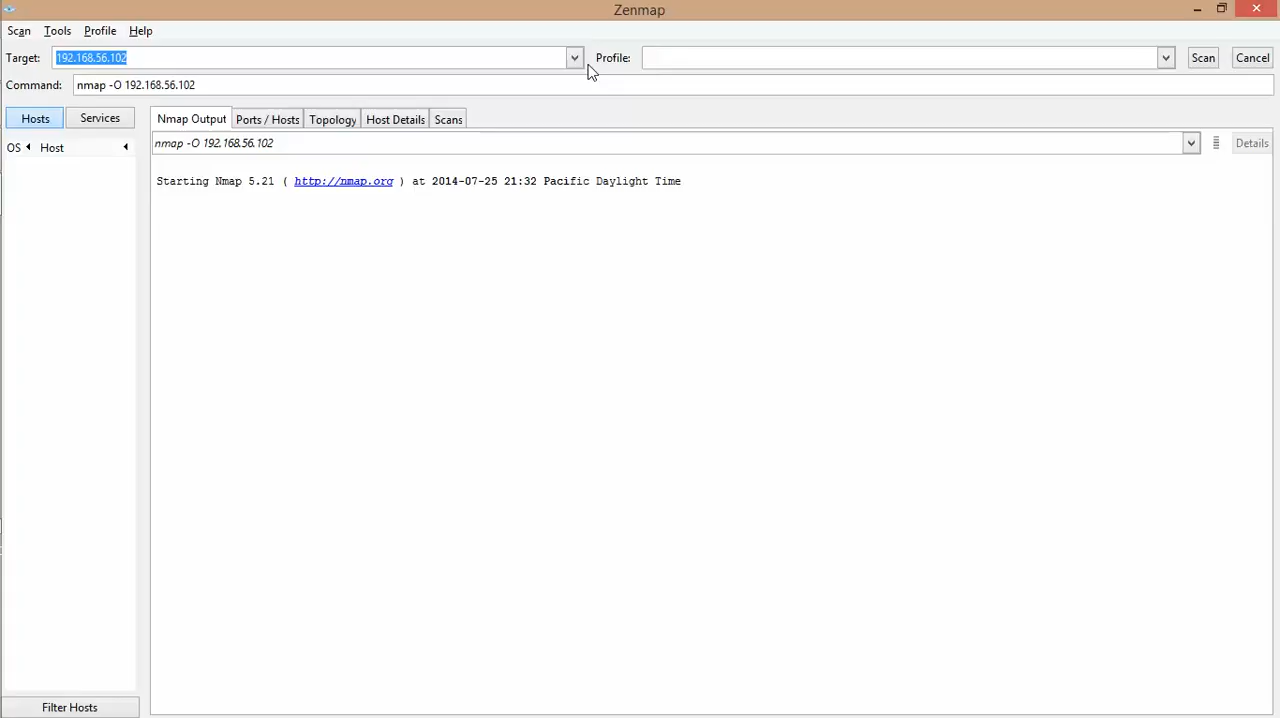 Zenmap
Scan Tools Profile Help
Target: 192.168.56.102 Profile: Scan Cancel
Command: nmap -O 192.168.56.102
Hosts Services Nmap Output Ports / Hosts Topology Host Details Scans
OS Host nmap -O 192.168.56.102 Details
Starting Nmap 5.21 ( http://nmap.org ) at 2014-07-25 21:32 Pacific Daylight Time
Filter Hosts